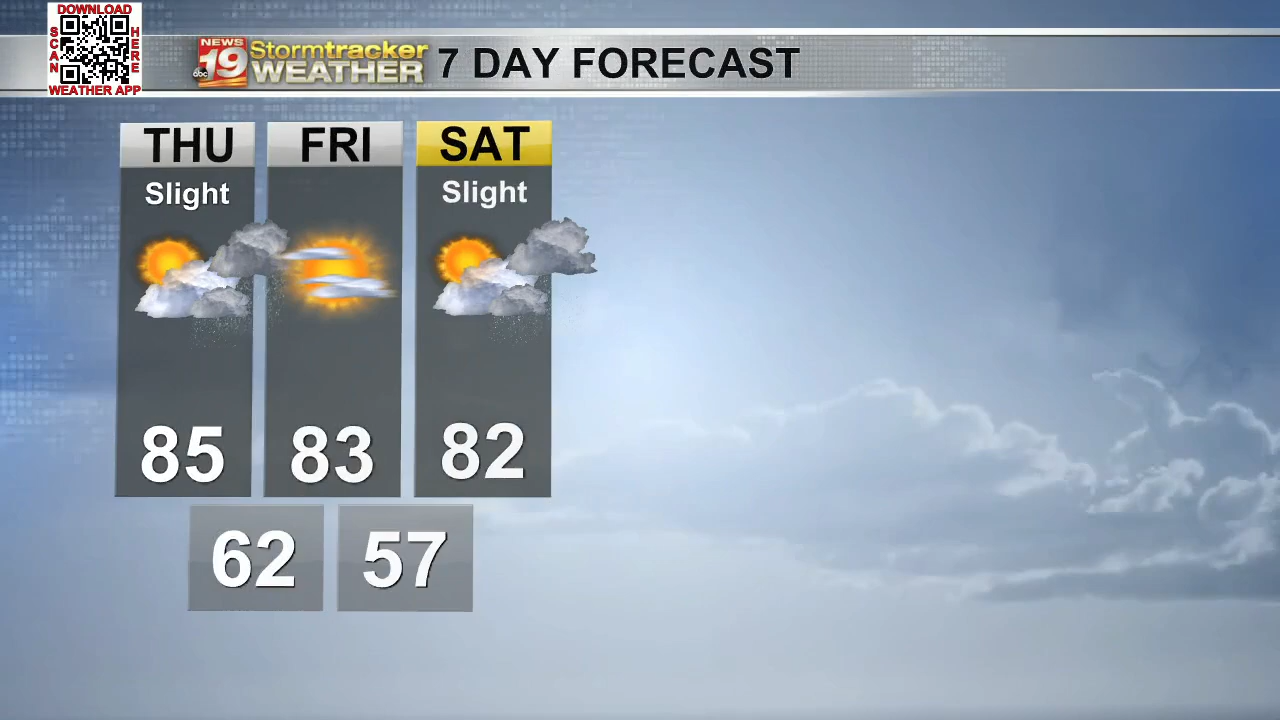 DOWNLOAD
SCAN
HERE
WEATHER APP
NEWS
abc 19
Stormtracker
WEATHER
7 DAY FORECAST
THU
FRI
SAT
Slight
Slight
85
83
82
62
57